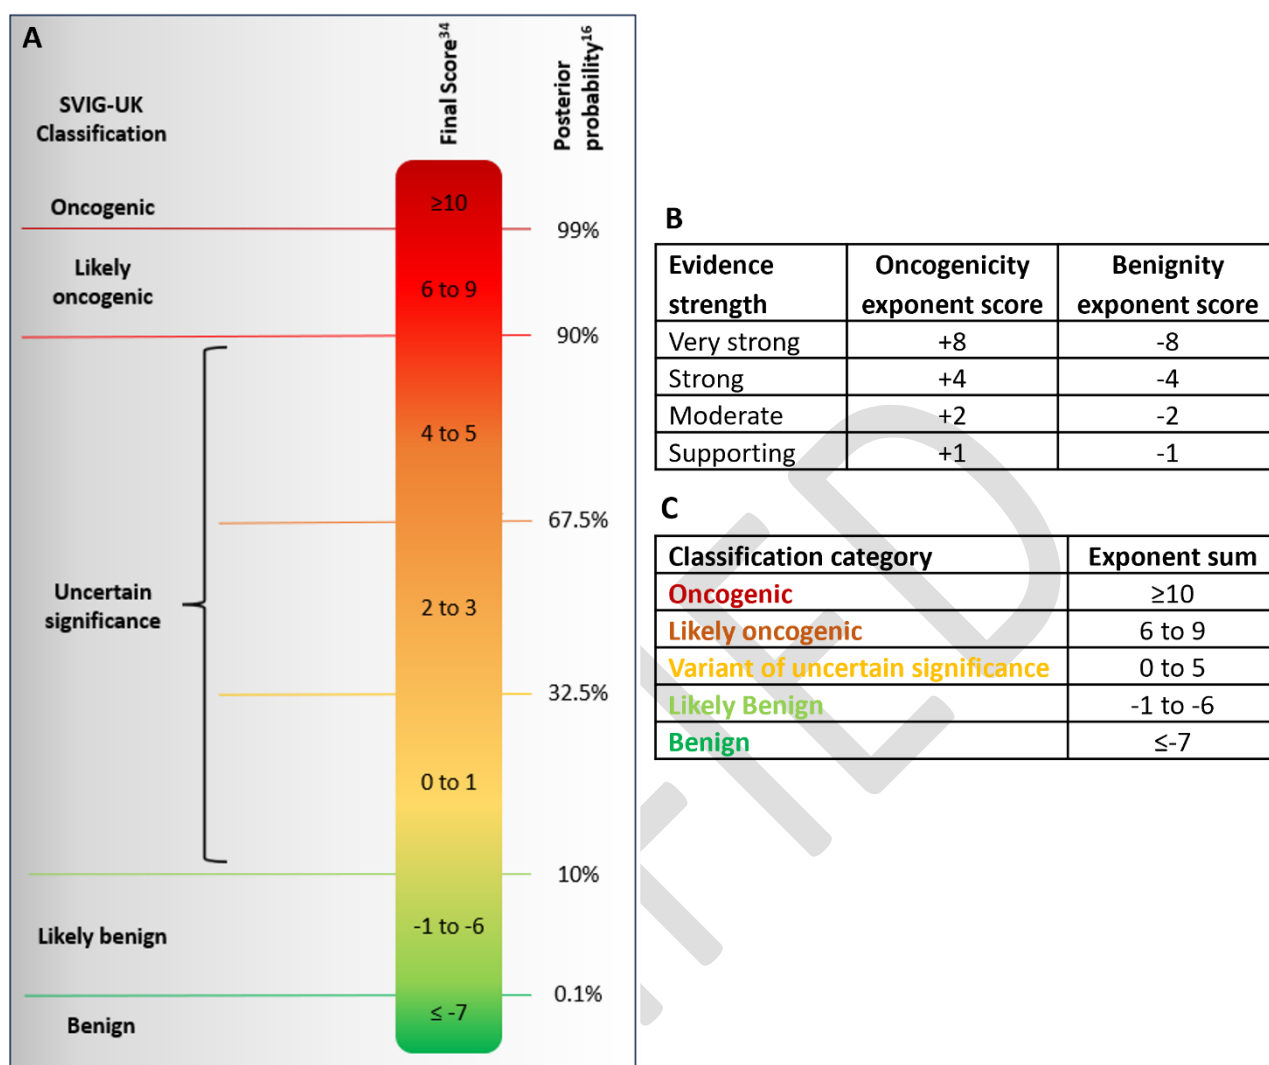 A
SVIG-UK
Classification
Final Score34
Posterior
probability16
Oncogenic
≥10
99%
Likely
oncogenic
6 to 9
90%
4 to 5
67.5%
Uncertain
significance
2 to 3
32.5%
0 to 1
10%
Likely benign
-1 to -6
0.1%
Benign
≤ -7
B
Evidence strength Oncogenicity exponent score Benignity exponent score
Very strong +8 -8
Strong +4 -4
Moderate +2 -2
Supporting +1 -1
C
Classification category Exponent sum
Oncogenic ≥10
Likely oncogenic 6 to 9
Variant of uncertain significance 0 to 5
Likely Benign -1 to -6
Benign ≤-7